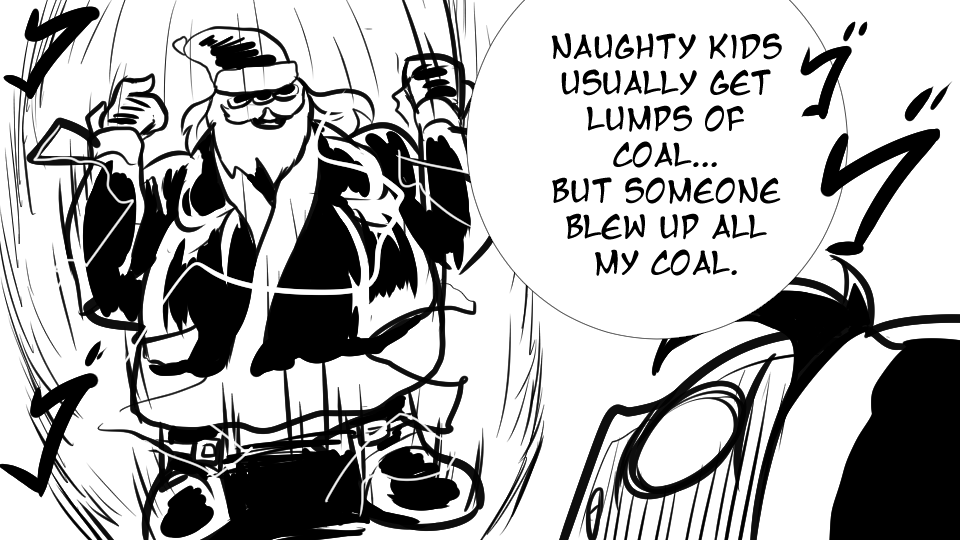 NAUGHTY KIDS
USUALLY GET
LUMPS OF
COAL...
BUT SOMEONE
BLEW UP ALL
MY COAL.